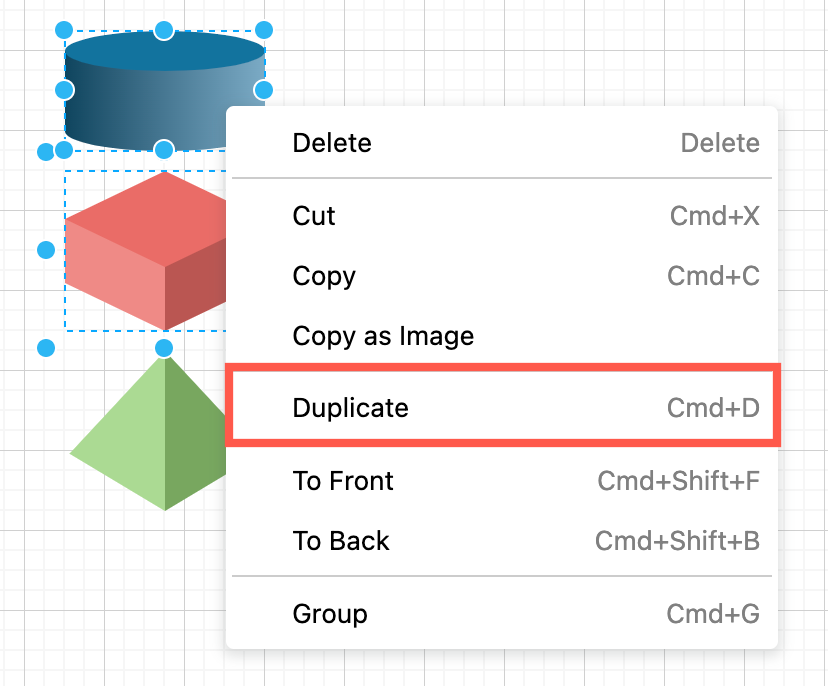 Delete Delete
Cut Cmd+X
Copy Cmd+C
Copy as Image
Duplicate Cmd+D
To Front Cmd+Shift+F
To Back Cmd+Shift+B
Group Cmd+G